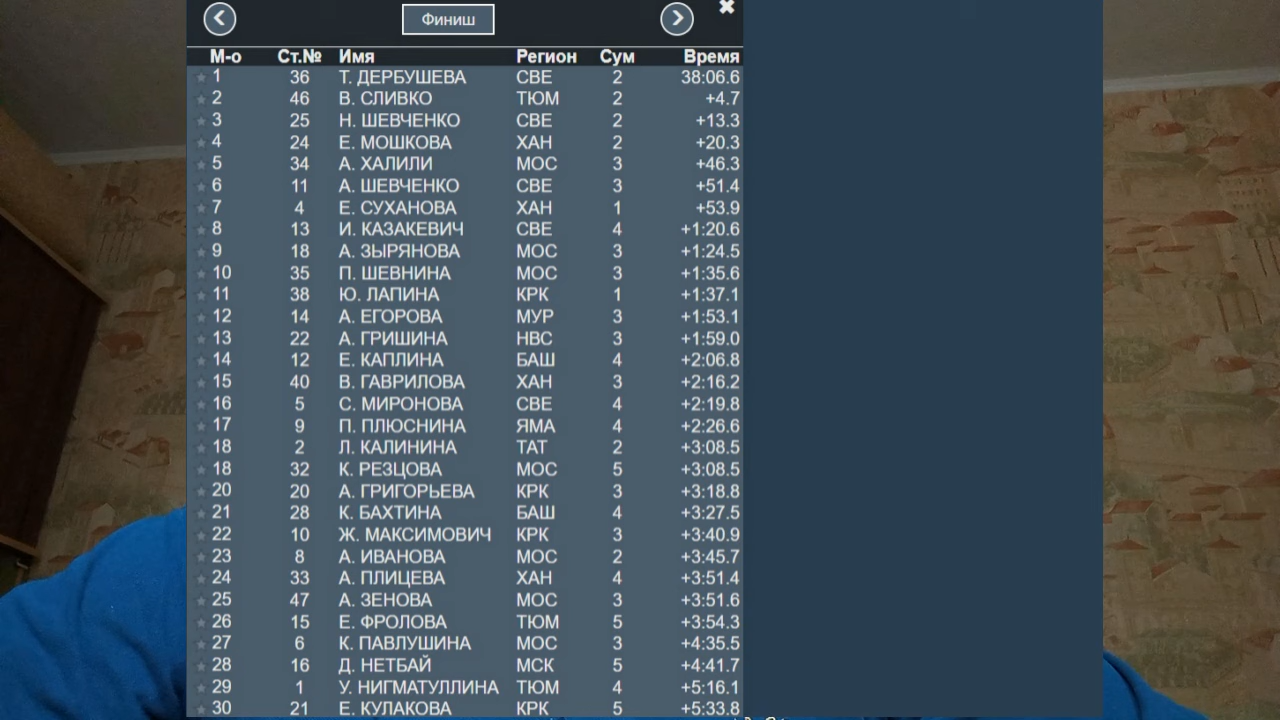 Финиш
М-о Ст.№ Имя Регион Сум Время
1 36 Т. ДЕРБУШЕВА СВЕ 2 38:06.6
2 46 В. СЛИВКО ТЮМ 2 +4.7
3 25 Н. ШЕВЧЕНКО СВЕ 2 +13.3
4 24 Е. МОШКОВА ХАН 2 +20.3
5 34 А. ХАЛИЛИ МОС 3 +46.3
6 11 А. ШЕВЧЕНКО СВЕ 3 +51.4
7 4 Е. СУХАНОВА ХАН 1 +53.9
8 13 И. КАЗАКЕВИЧ СВЕ 4 +1:20.6
9 18 А. ЗЫРЯНОВА МОС 3 +1:24.5
10 35 П. ШЕВНИНА МОС 3 +1:35.6
11 38 Ю. ЛАПИНА КРК 1 +1:37.1
12 14 А. ЕГОРОВА МУР 3 +1:53.1
13 22 А. ГРИШИНА НВС 3 +1:59.0
14 12 Е. КАПЛИНА БАШ 4 +2:06.8
15 40 В. ГАВРИЛОВА ХАН 3 +2:16.2
16 5 С. МИРОНОВА СВЕ 4 +2:19.8
17 9 П. ПЛЮСНИНА ЯМА 4 +2:26.6
18 2 Л. КАЛИНИНА ТАТ 2 +3:08.5
18 32 К. РЕЗЦОВА МОС 5 +3:08.5
20 20 А. ГРИГОРЬЕВА КРК 3 +3:18.8
21 28 К. БАХТИНА БАШ 4 +3:27.5
22 10 Ж. МАКСИМОВИЧ КРК 3 +3:40.9
23 8 А. ИВАНОВА МОС 2 +3:45.7
24 33 А. ПЛИЦЕВА ХАН 4 +3:51.4
25 47 А. ЗЕНОВА МОС 3 +3:51.6
26 15 Е. ФРОЛОВА ТЮМ 5 +3:54.3
27 6 К. ПАВЛУШИНА МОС 3 +4:35.5
28 16 Д. НЕТБАЙ МСК 5 +4:41.7
29 1 У. НИГМАТУЛЛИНА ТЮМ 4 +5:16.1
30 21 Е. КУЛАКОВА КРК 5 +5:33.8